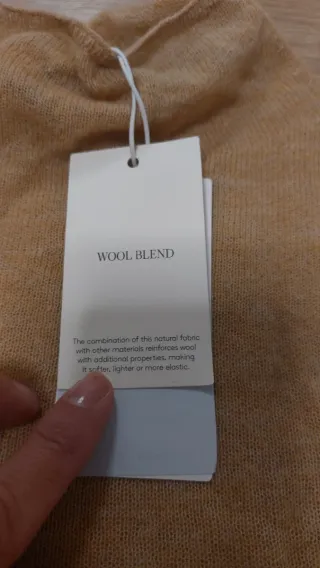 WOOL BLEND
The combination of this natural fabric
with other materials reinforces wool
with additional properties, making
it softer, lighter or more elastic.